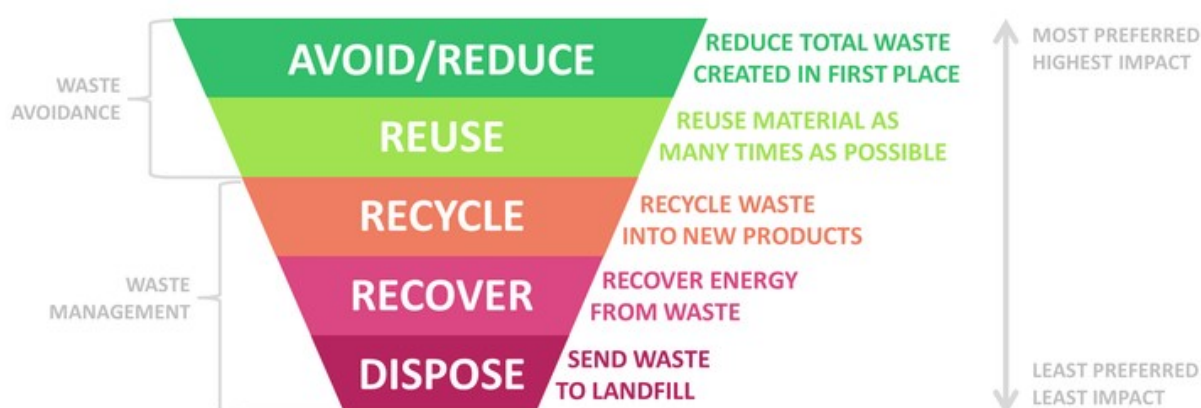 AVOID/REDUCE
REDUCE TOTAL WASTE
CREATED IN FIRST PLACE
REUSE
REUSE MATERIAL AS
MANY TIMES AS POSSIBLE
RECYCLE
RECYCLE WASTE
INTO NEW PRODUCTS
RECOVER
RECOVER ENERGY
FROM WASTE
DISPOSE
SEND WASTE
TO LANDFILL
WASTE
AVOIDANCE
WASTE
MANAGEMENT
MOST PREFERRED
HIGHEST IMPACT
LEAST PREFERRED
LEAST IMPACT